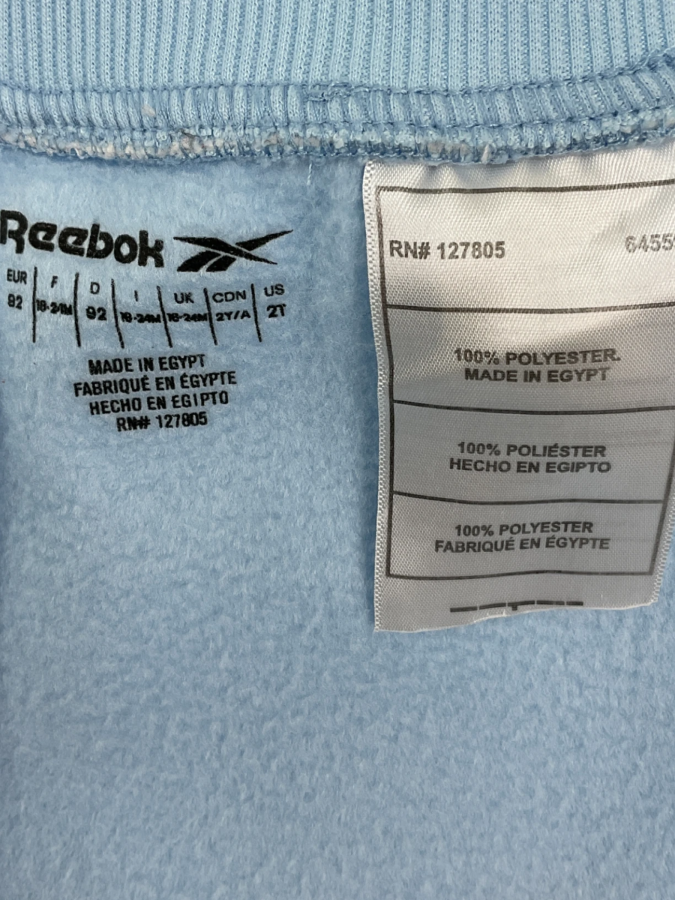 Reebok
EUR F D I UK CDN US
92 18-24M 92 18-24M 18-24M 2Y/A 2T
MADE IN EGYPT
FABRIQUÉ EN ÉGYPTE
HECHO EN EGIPTO
RN# 127805
RN# 127805
100% POLYESTER.
MADE IN EGYPT
100% POLIÉSTER
HECHO EN EGIPTO
100% POLYESTER
FABRIQUÉ EN ÉGYPTE